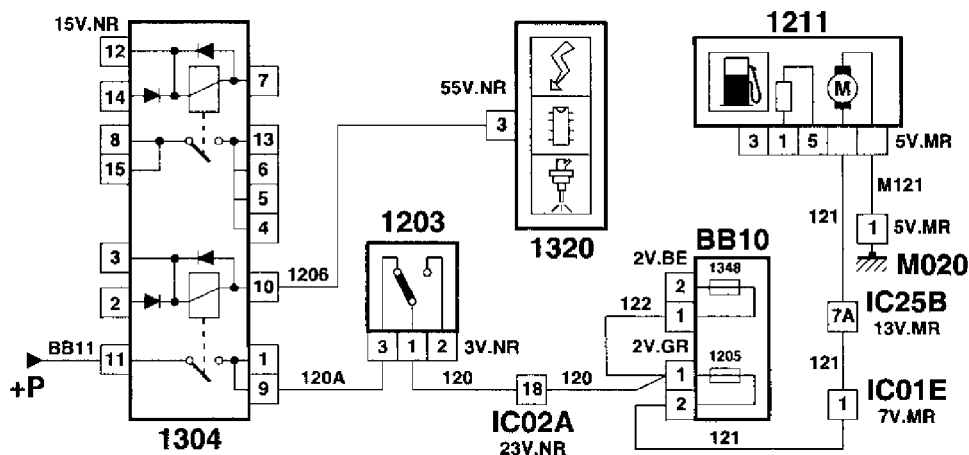 15V.NR
12
14
8
15
3
2
11
7
13
6
5
4
10
1
9
1304
BB11
+P
1206
120A
55V.NR
3
1320
1203
3
1
2
3V.NR
120
18
120
IC02A
23V.NR
BB10
2V.BE
2
1
1348
122
2V.GR
1
2
1205
121
1211
M
3
1
5
5V.MR
M121
121
1
5V.MR
M020
7A
IC25B
13V.MR
121
1
IC01E
7V.MR